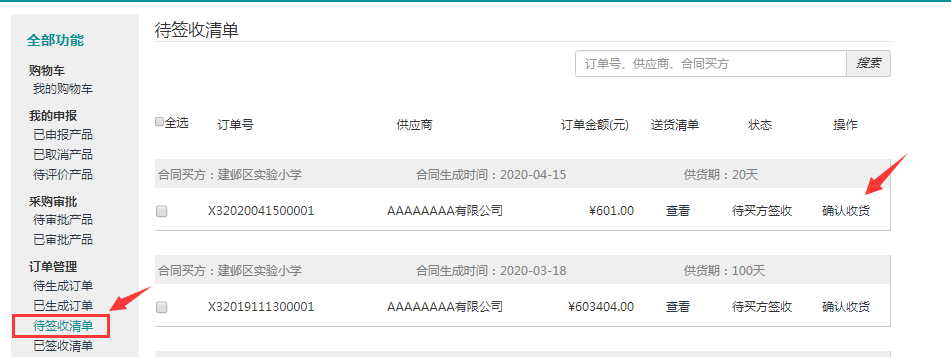 全部功能
购物车
我的购物车
我的申报
已申报产品
已取消产品
待评价产品
采购审批
待审批产品
已审批产品
订单管理
待生成订单
已生成订单
待签收清单
已签收清单
待签收清单
订单号、供应商、合同买方 搜索
全选 订单号 供应商 订单金额(元) 送货清单 状态 操作
合同买方：建邺区实验小学 合同生成时间：2020-04-15 供货期：20天
X32020041500001 AAAAAAAA有限公司 ¥601.00 查看 待买方签收 确认收货
合同买方：建邺区实验小学 合同生成时间：2020-03-18 供货期：100天
X32019111300001 AAAAAAAA有限公司 ¥603404.00 查看 待买方签收 确认收货